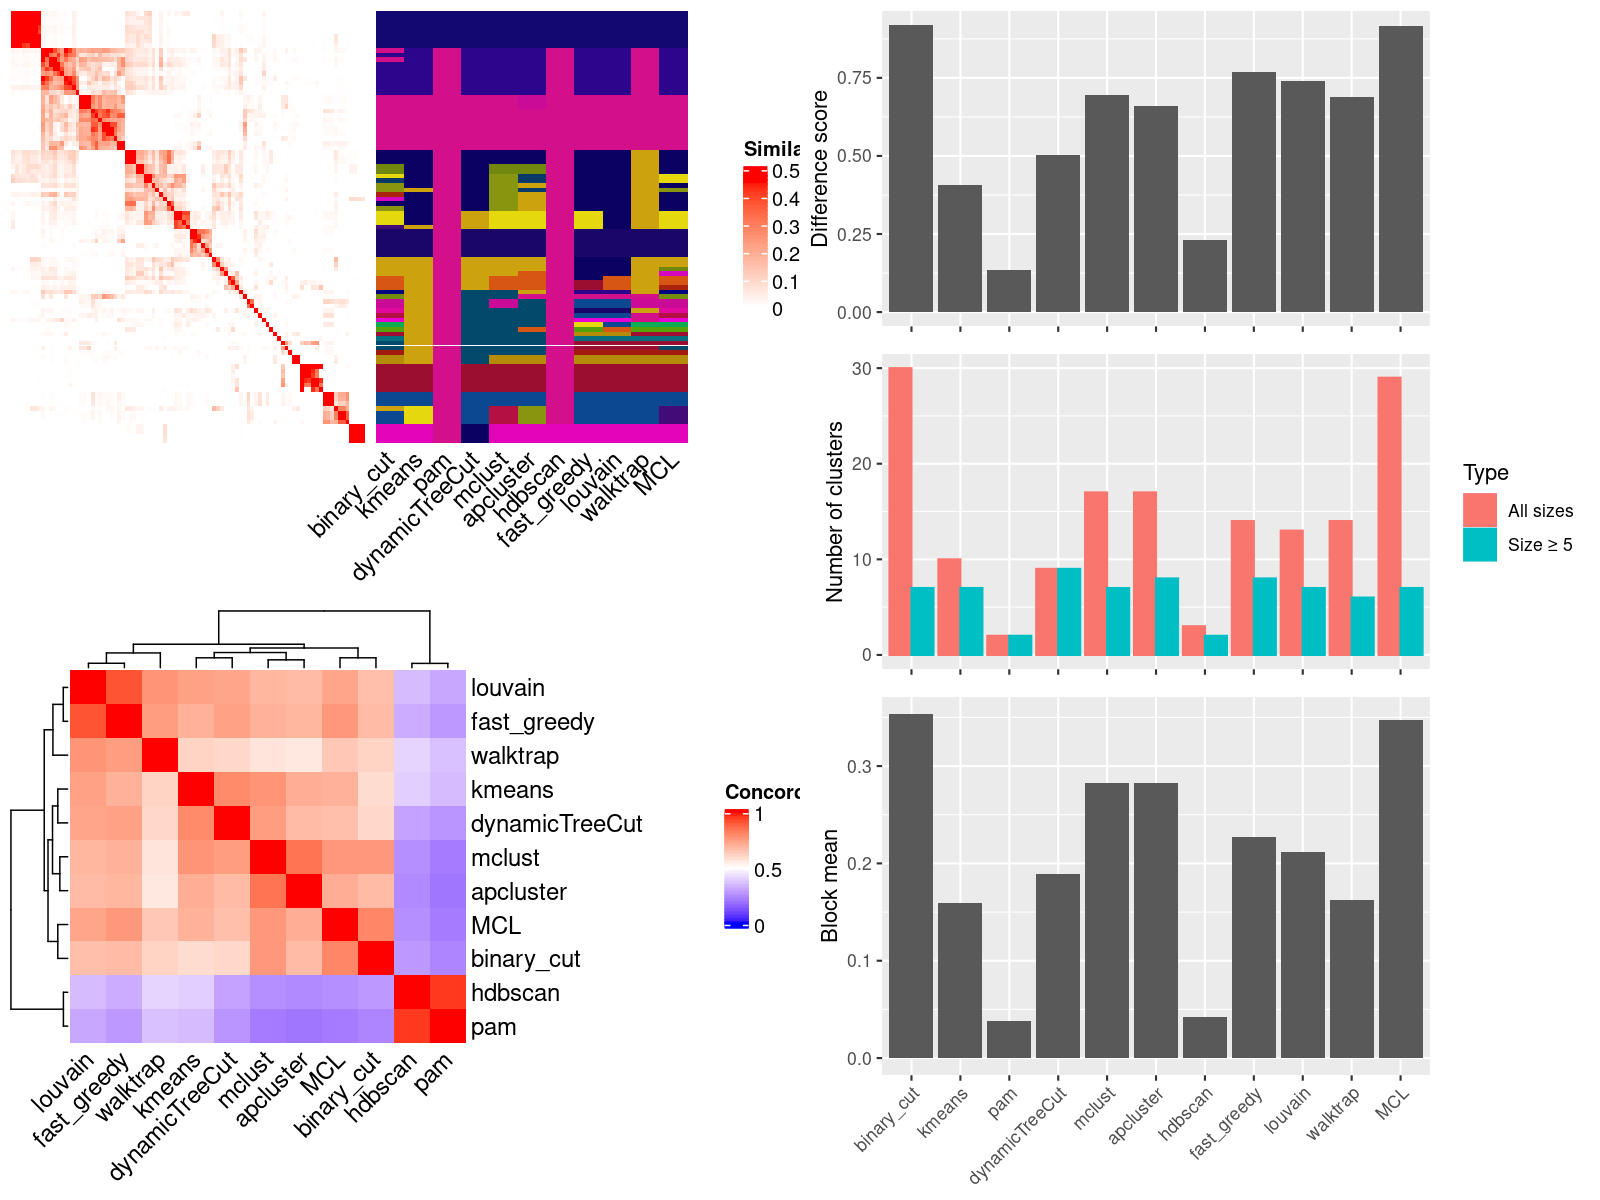 Simila
0.5
0.4
0.3
0.2
0.1
0
binary_cut
kmeans
pam
dynamicTreeCut
mclust
apcluster
hdbscan
fast_greedy
louvain
walktrap
MCL
louvain
fast_greedy
walktrap
kmeans
dynamicTreeCut
mclust
apcluster
MCL
binary_cut
hdbscan
pam
louvain
fast_greedy
walktrap
kmeans
dynamicTreeCut
mclust
apcluster
MCL
binary_cut
hdbscan
pam
Concord
1
0.5
0
Difference score
0.75
0.50
0.25
0.00
Number of clusters
30
20
10
0
Type
All sizes
Size ≥ 5
Block mean
0.3
0.2
0.1
0.0
binary_cut
kmeans
pam
dynamicTreeCut
mclust
apcluster
hdbscan
fast_greedy
louvain
walktrap
MCL